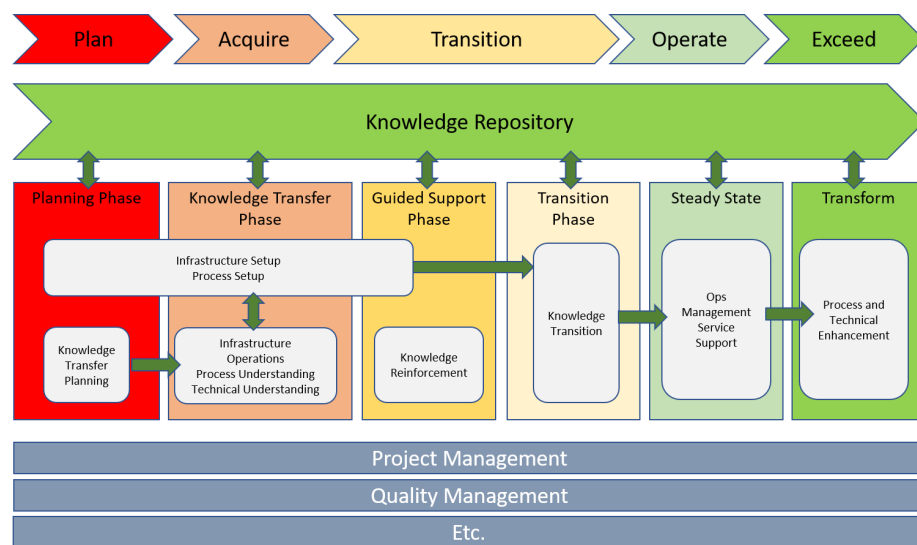 Plan
Acquire
Transition
Operate
Exceed
Knowledge Repository
Planning Phase
Knowledge Transfer
Phase
Guided Support
Phase
Transition
Phase
Steady State
Transform
Infrastructure Setup
Process Setup
Knowledge
Transfer
Planning
Infrastructure
Operations
Process Understanding
Technical Understanding
Knowledge
Reinforcement
Knowledge
Transition
Ops
Management
Service
Support
Process and
Technical
Enhancement
Project Management
Quality Management
Etc.